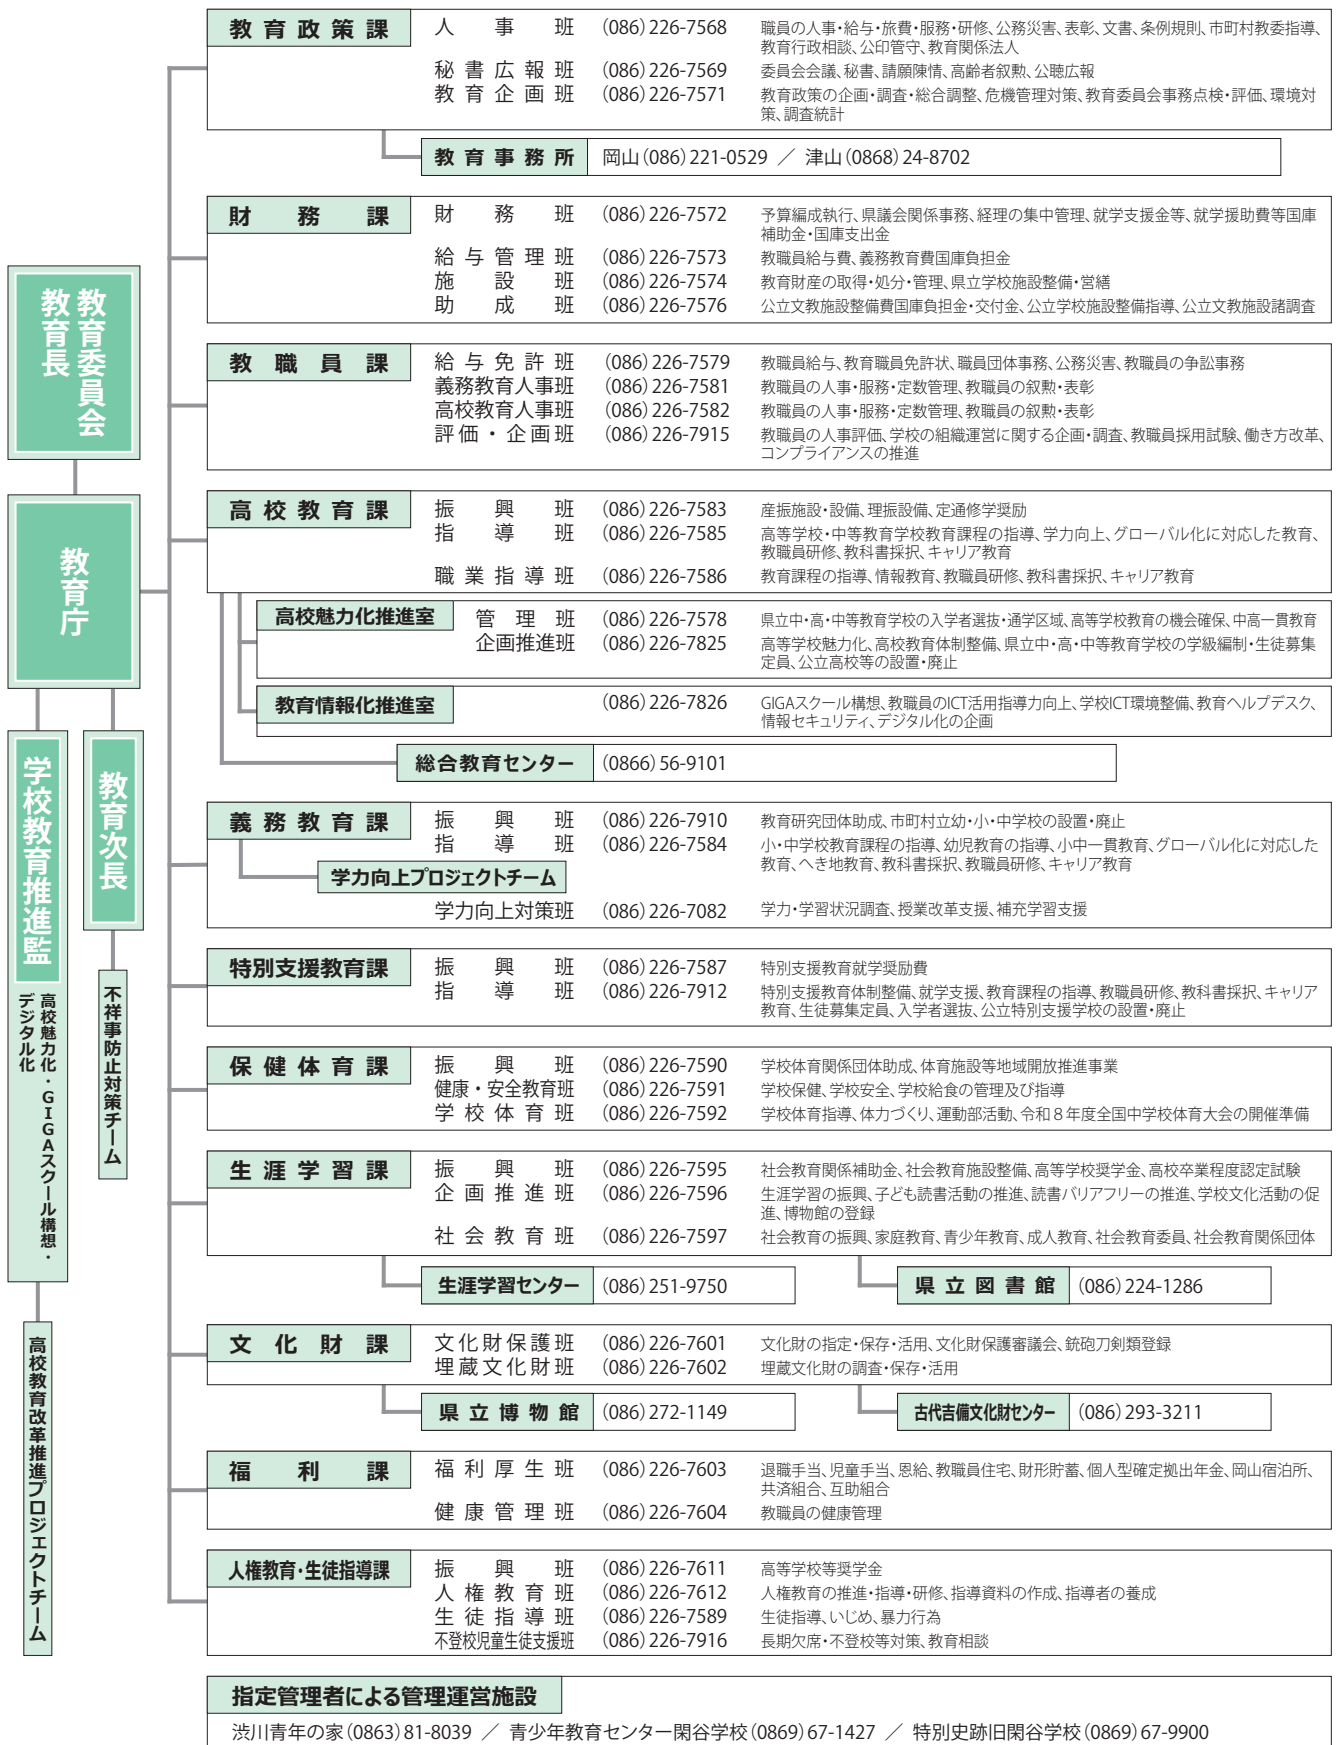 教育委員会
教育長
教育庁
学校教育推進監
高校魅力化・GIGAスクール構想・
デジタル化
高校教育改革推進プロジェクトチーム
教育次長
不祥事防止対策チーム
教育政策課
人事班 (086)226-7568 職員の人事・給与・旅費・服務・研修、公務災害、表彰、文書、条例規則、市町村教委指導、
教育行政相談、公印管守、教育関係法人
秘書広報班 (086)226-7569 委員会会議、秘書、請願陳情、高齢者叙勲、公聴広報
教育企画班 (086)226-7571 教育政策の企画・調査・総合調整、危機管理対策、教育委員会事務点検・評価、環境対
策、調査統計
教育事務所 岡山(086)221-0529 ／ 津山(0868)24-8702
財務課
財務班 (086)226-7572 予算編成執行、県議会関係事務、経理の集中管理、就学支援金等、就学援助費等国庫
補助金・国庫支出金
給与管理班 (086)226-7573 教職員給与費、義務教育費国庫負担金
施設班 (086)226-7574 教育財産の取得・処分・管理、県立学校施設整備・営繕
助成班 (086)226-7576 公立文教施設整備費国庫負担金・交付金、公立学校施設整備指導、公立文教施設諸調査
教職員課
給与免許班 (086)226-7579 教職員給与、教育職員免許状、職員団体事務、公務災害、教職員の争訟事務
義務教育人事班 (086)226-7581 教職員の人事・服務・定数管理、教職員の叙勲・表彰
高校教育人事班 (086)226-7582 教職員の人事・服務・定数管理、教職員の叙勲・表彰
評価・企画班 (086)226-7915 教職員の人事評価、学校の組織運営に関する企画・調査、教職員採用試験、働き方改革、
コンプライアンスの推進
高校教育課
振興班 (086)226-7583 産振施設・設備、理振設備、定通修学奨励
指導班 (086)226-7585 高等学校・中等教育学校教育課程の指導、学力向上、グローバル化に対応した教育、
教職員研修、教科書採択、キャリア教育
職業指導班 (086)226-7586 教育課程の指導、情報教育、教職員研修、教科書採択、キャリア教育
高校魅力化推進室
管理班 (086)226-7578 県立中・高・中等教育学校の入学者選抜・通学区域、高等学校教育の機会確保、中高一貫教育
企画推進班 (086)226-7825 高等学校魅力化、高校教育体制整備、県立中・高・中等教育学校の学級編制・生徒募集
定員、公立高校等の設置・廃止
教育情報化推進室 (086)226-7826 GIGAスクール構想、教職員のICT活用指導力向上、学校ICT環境整備、教育ヘルプデスク、
情報セキュリティ、デジタル化の企画
総合教育センター (0866)56-9101
義務教育課
振興班 (086)226-7910 教育研究団体助成、市町村立幼・小・中学校の設置・廃止
指導班 (086)226-7584 小・中学校教育課程の指導、幼児教育の指導、小中一貫教育、グローバル化に対応した
教育、へき地教育、教科書採択、教職員研修、キャリア教育
学力向上プロジェクトチーム
学力向上対策班 (086)226-7082 学力・学習状況調査、授業改革支援、補充学習支援
特別支援教育課
振興班 (086)226-7587 特別支援教育就学奨励費
指導班 (086)226-7912 特別支援教育体制整備、就学支援、教育課程の指導、教職員研修、教科書採択、キャリア
教育、生徒募集定員、入学者選抜、公立特別支援学校の設置・廃止
保健体育課
振興班 (086)226-7590 学校体育関係団体助成、体育施設等地域開放推進事業
健康・安全教育班 (086)226-7591 学校保健、学校安全、学校給食の管理及び指導
学校体育班 (086)226-7592 学校体育指導、体力づくり、運動部活動、令和８年度全国中学校体育大会の開催準備
生涯学習課
振興班 (086)226-7595 社会教育関係補助金、社会教育施設整備、高等学校奨学金、高校卒業程度認定試験
企画推進班 (086)226-7596 生涯学習の振興、子ども読書活動の推進、読書バリアフリーの推進、学校文化活動の促
進、博物館の登録
社会教育班 (086)226-7597 社会教育の振興、家庭教育、青少年教育、成人教育、社会教育委員、社会教育関係団体
生涯学習センター (086)251-9750
県立図書館 (086)224-1286
文化財課
文化財保護班 (086)226-7601 文化財の指定・保存・活用、文化財保護審議会、銃砲刀剣類登録
埋蔵文化財班 (086)226-7602 埋蔵文化財の調査・保存・活用
県立博物館 (086)272-1149
古代吉備文化財センター (086)293-3211
福利課
福利厚生班 (086)226-7603 退職手当、児童手当、恩給、教職員住宅、財形貯蓄、個人型確定拠出年金、岡山宿泊所、
共済組合、互助組合
健康管理班 (086)226-7604 教職員の健康管理
人権教育・生徒指導課
振興班 (086)226-7611 高等学校等奨学金
人権教育班 (086)226-7612 人権教育の推進・指導・研修、指導資料の作成、指導者の養成
生徒指導班 (086)226-7589 生徒指導、いじめ、暴力行為
不登校児童生徒支援班 (086)226-7916 長期欠席・不登校等対策、教育相談
指定管理者による管理運営施設
渋川青年の家(0863)81-8039 ／ 青少年教育センター閑谷学校(0869)67-1427 ／ 特別史跡旧閑谷学校(0869)67-9900